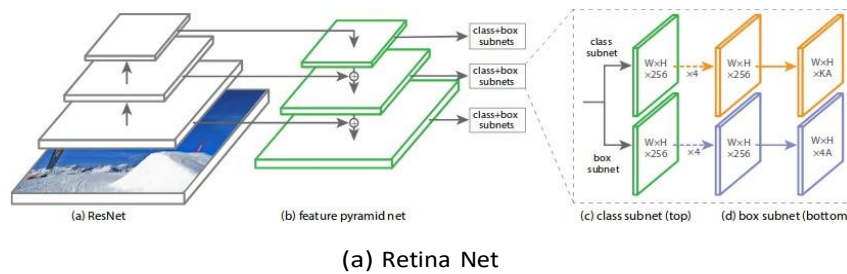 class+box
subnets
class+box
subnets
class+box
subnets
class
subnet
box
subnet
W×H
×256
×4
W×H
×256
W×H
×KA
W×H
×256
×4
W×H
×256
W×H
×4A
(a) ResNet
(b) feature pyramid net
(c) class subnet (top)
(d) box subnet (bottom
(a) Retina Net